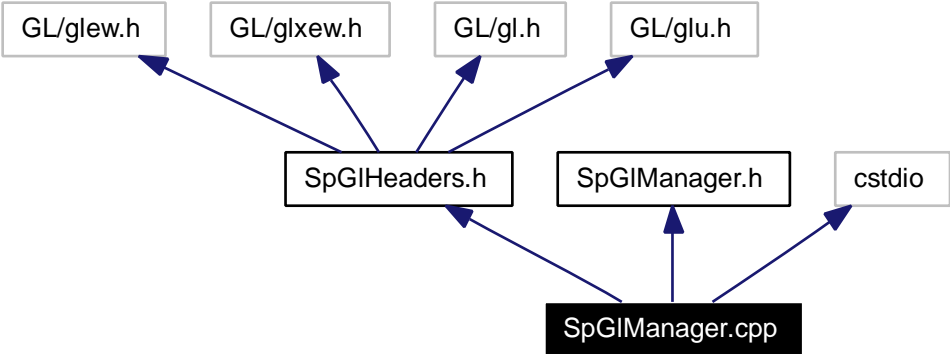 GL/glew.h
GL/glxew.h
GL/gl.h
GL/glu.h
SpGlHeaders.h
SpGlManager.h
cstdio
SpGlManager.cpp